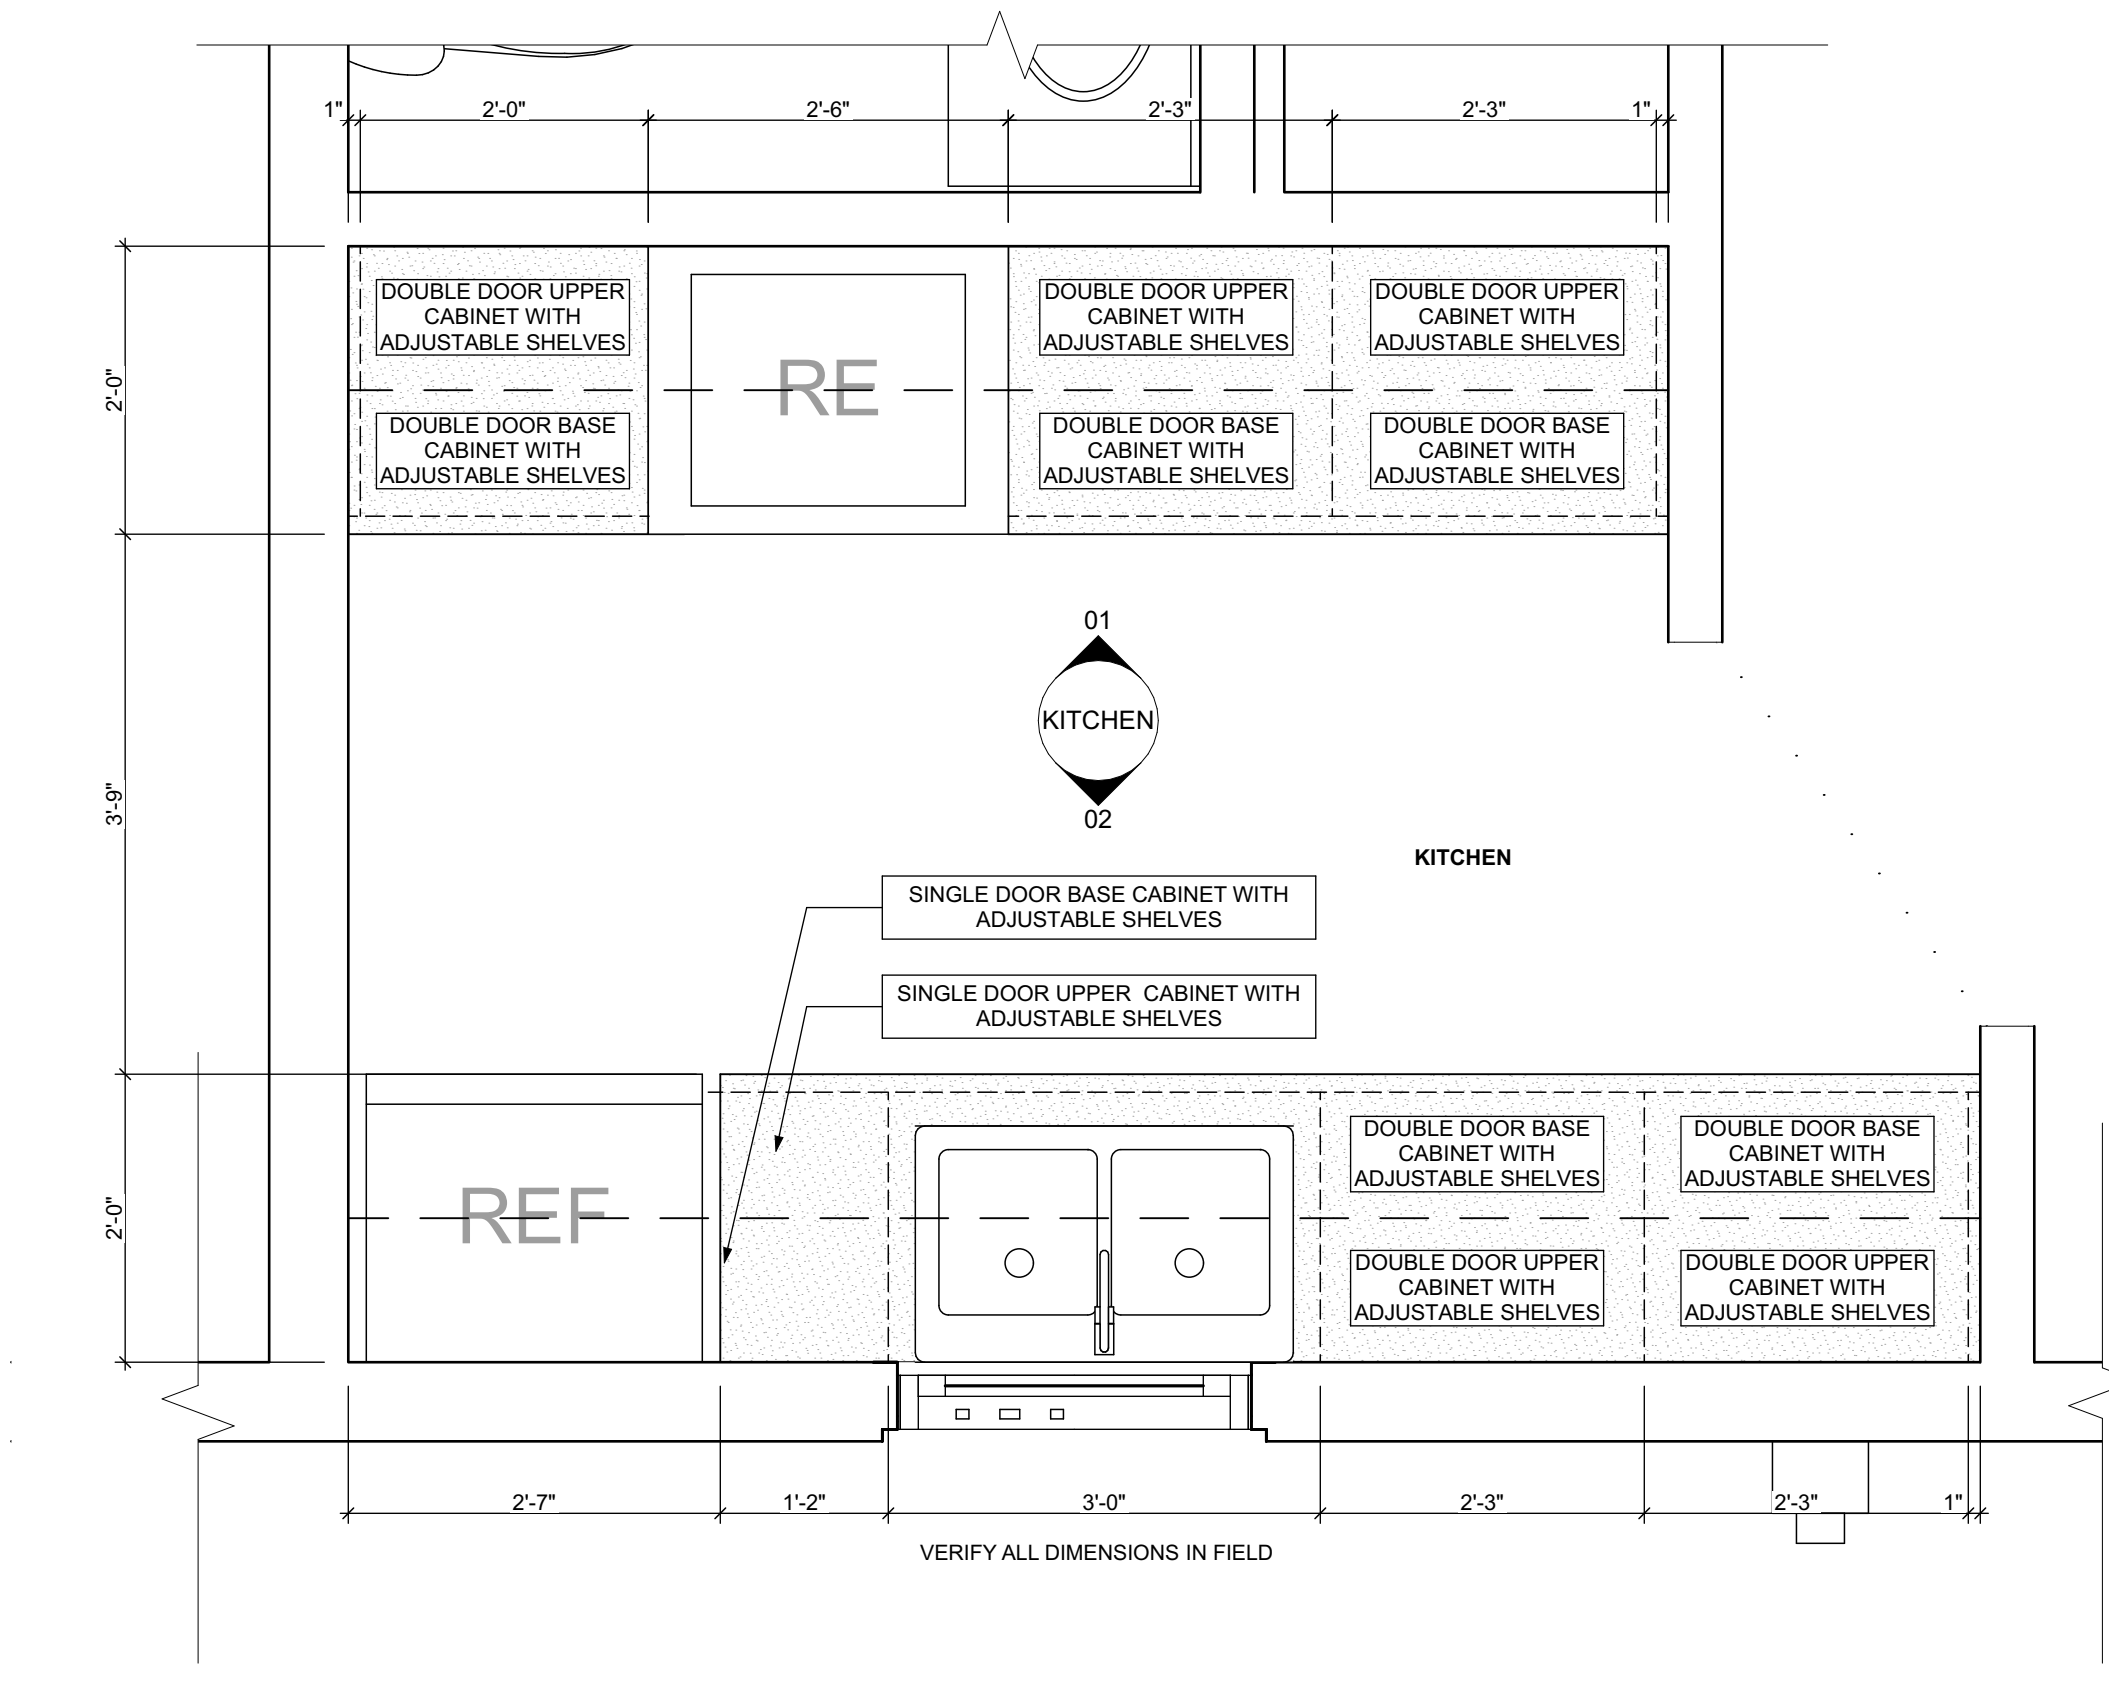 1" 2'-0" 2'-6" 2'-3" 2'-3" 1"
DOUBLE DOOR UPPER
CABINET WITH
ADJUSTABLE SHELVES
DOUBLE DOOR UPPER
CABINET WITH
ADJUSTABLE SHELVES
DOUBLE DOOR UPPER
CABINET WITH
ADJUSTABLE SHELVES
2'-0"
RE
DOUBLE DOOR BASE
CABINET WITH
ADJUSTABLE SHELVES
DOUBLE DOOR BASE
CABINET WITH
ADJUSTABLE SHELVES
DOUBLE DOOR BASE
CABINET WITH
ADJUSTABLE SHELVES
01
KITCHEN
02
3'-9"
KITCHEN
SINGLE DOOR BASE CABINET WITH
ADJUSTABLE SHELVES
SINGLE DOOR UPPER CABINET WITH
ADJUSTABLE SHELVES
2'-0"
REF
DOUBLE DOOR BASE
CABINET WITH
ADJUSTABLE SHELVES
DOUBLE DOOR BASE
CABINET WITH
ADJUSTABLE SHELVES
DOUBLE DOOR UPPER
CABINET WITH
ADJUSTABLE SHELVES
DOUBLE DOOR UPPER
CABINET WITH
ADJUSTABLE SHELVES
2'-7" 1'-2" 3'-0" 2'-3" 2'-3" 1"
VERIFY ALL DIMENSIONS IN FIELD